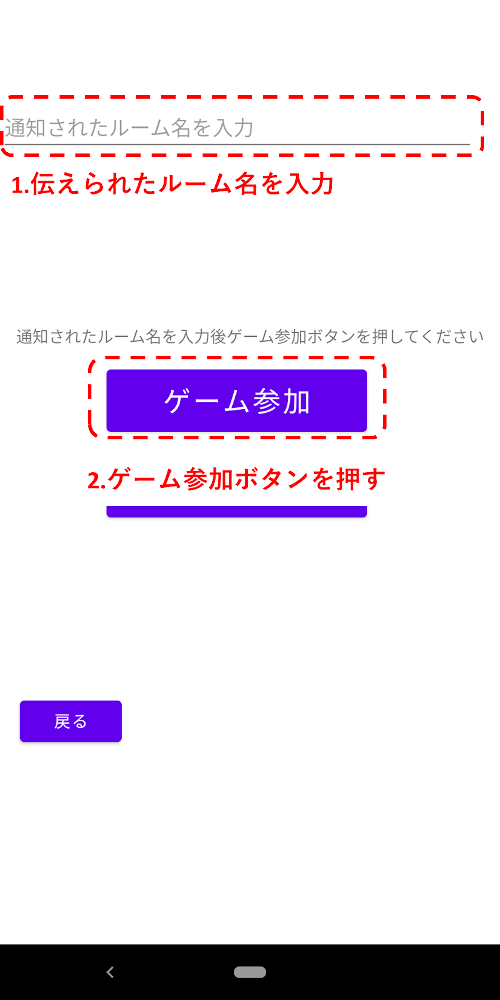 通知されたルーム名を入力
1.伝えられたルーム名を入力
通知されたルーム名を入力後ゲーム参加ボタンを押してください
ゲーム参加
2.ゲーム参加ボタンを押す
戻る